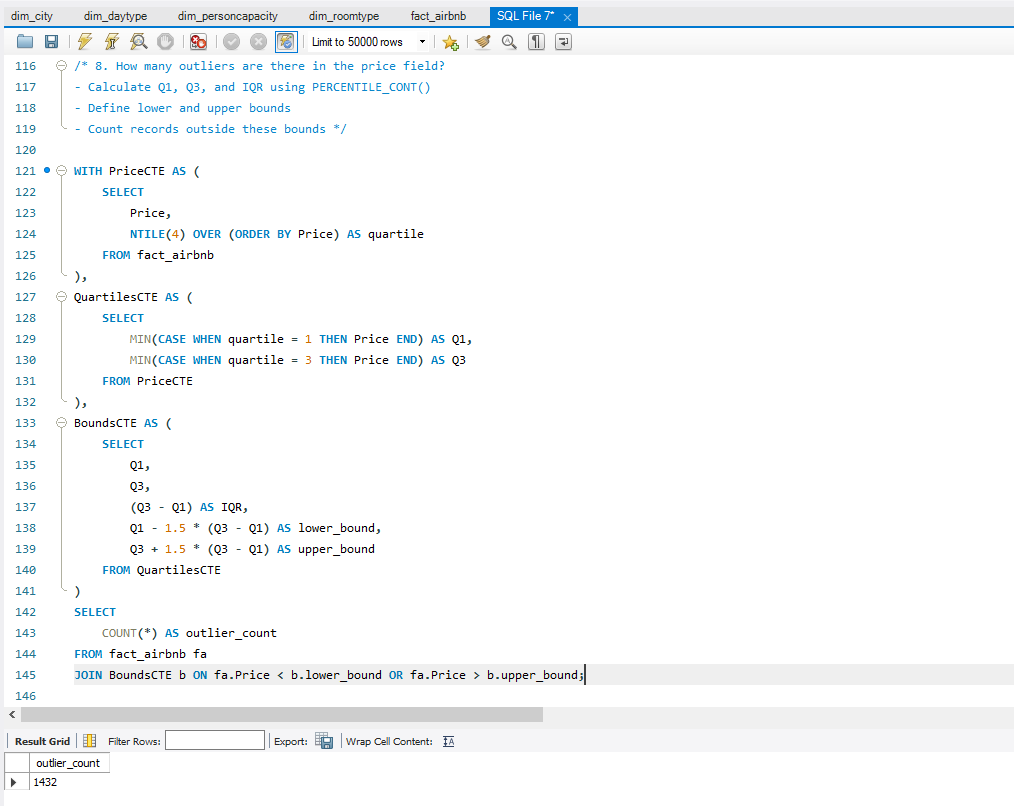 dim_city dim_daytype dim_personcapacity dim_roomtype fact_airbnb SQL File 7*
Limit to 50000 rows
116 /* 8. How many outliers are there in the price field?
117 - Calculate Q1, Q3, and IQR using PERCENTILE_CONT()
118 - Define lower and upper bounds
119 - Count records outside these bounds */
120
121 WITH PriceCTE AS (
122 SELECT
123 Price,
124 NTILE(4) OVER (ORDER BY Price) AS quartile
125 FROM fact_airbnb
126 ),
127 QuartilesCTE AS (
128 SELECT
129 MIN(CASE WHEN quartile = 1 THEN Price END) AS Q1,
130 MIN(CASE WHEN quartile = 3 THEN Price END) AS Q3
131 FROM PriceCTE
132 ),
133 BoundsCTE AS (
134 SELECT
135 Q1,
136 Q3,
137 (Q3 - Q1) AS IQR,
138 Q1 - 1.5 * (Q3 - Q1) AS lower_bound,
139 Q3 + 1.5 * (Q3 - Q1) AS upper_bound
140 FROM QuartilesCTE
141 )
142 SELECT
143 COUNT(*) AS outlier_count
144 FROM fact_airbnb fa
145 JOIN BoundsCTE b ON fa.Price < b.lower_bound OR fa.Price > b.upper_bound;
146
Result Grid Filter Rows: Export: Wrap Cell Content:
outlier_count
1432